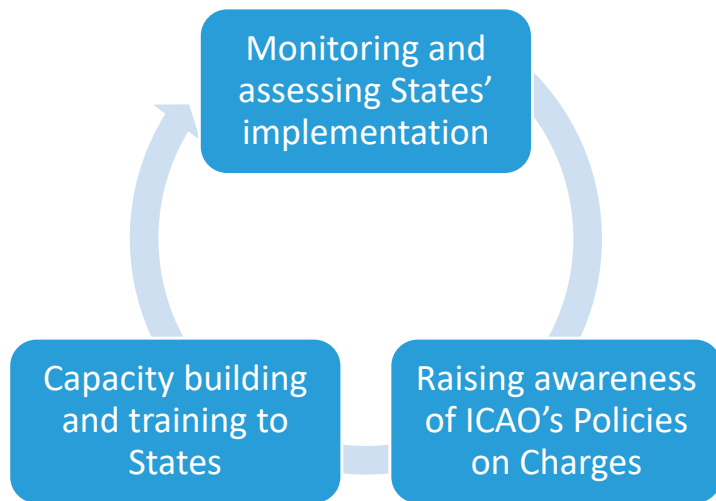 Monitoring and
assessing States’
implementation
Capacity building
and training to
States
Raising awareness
of ICAO’s Policies
on Charges